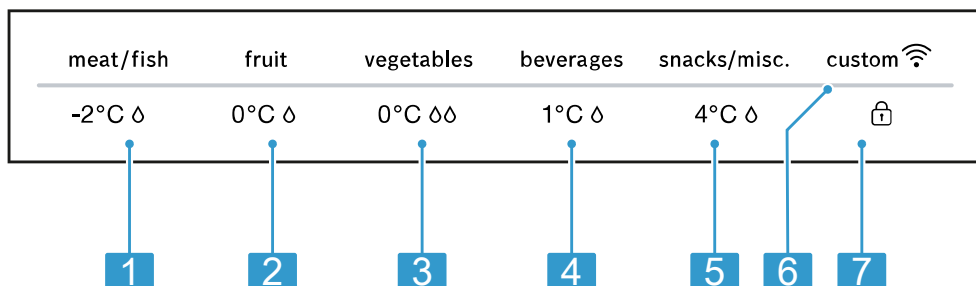 meat/fish fruit vegetables beverages snacks/misc. custom
-2°C 0°C 0°C 1°C 4°C
1 2 3 4 5 6 7